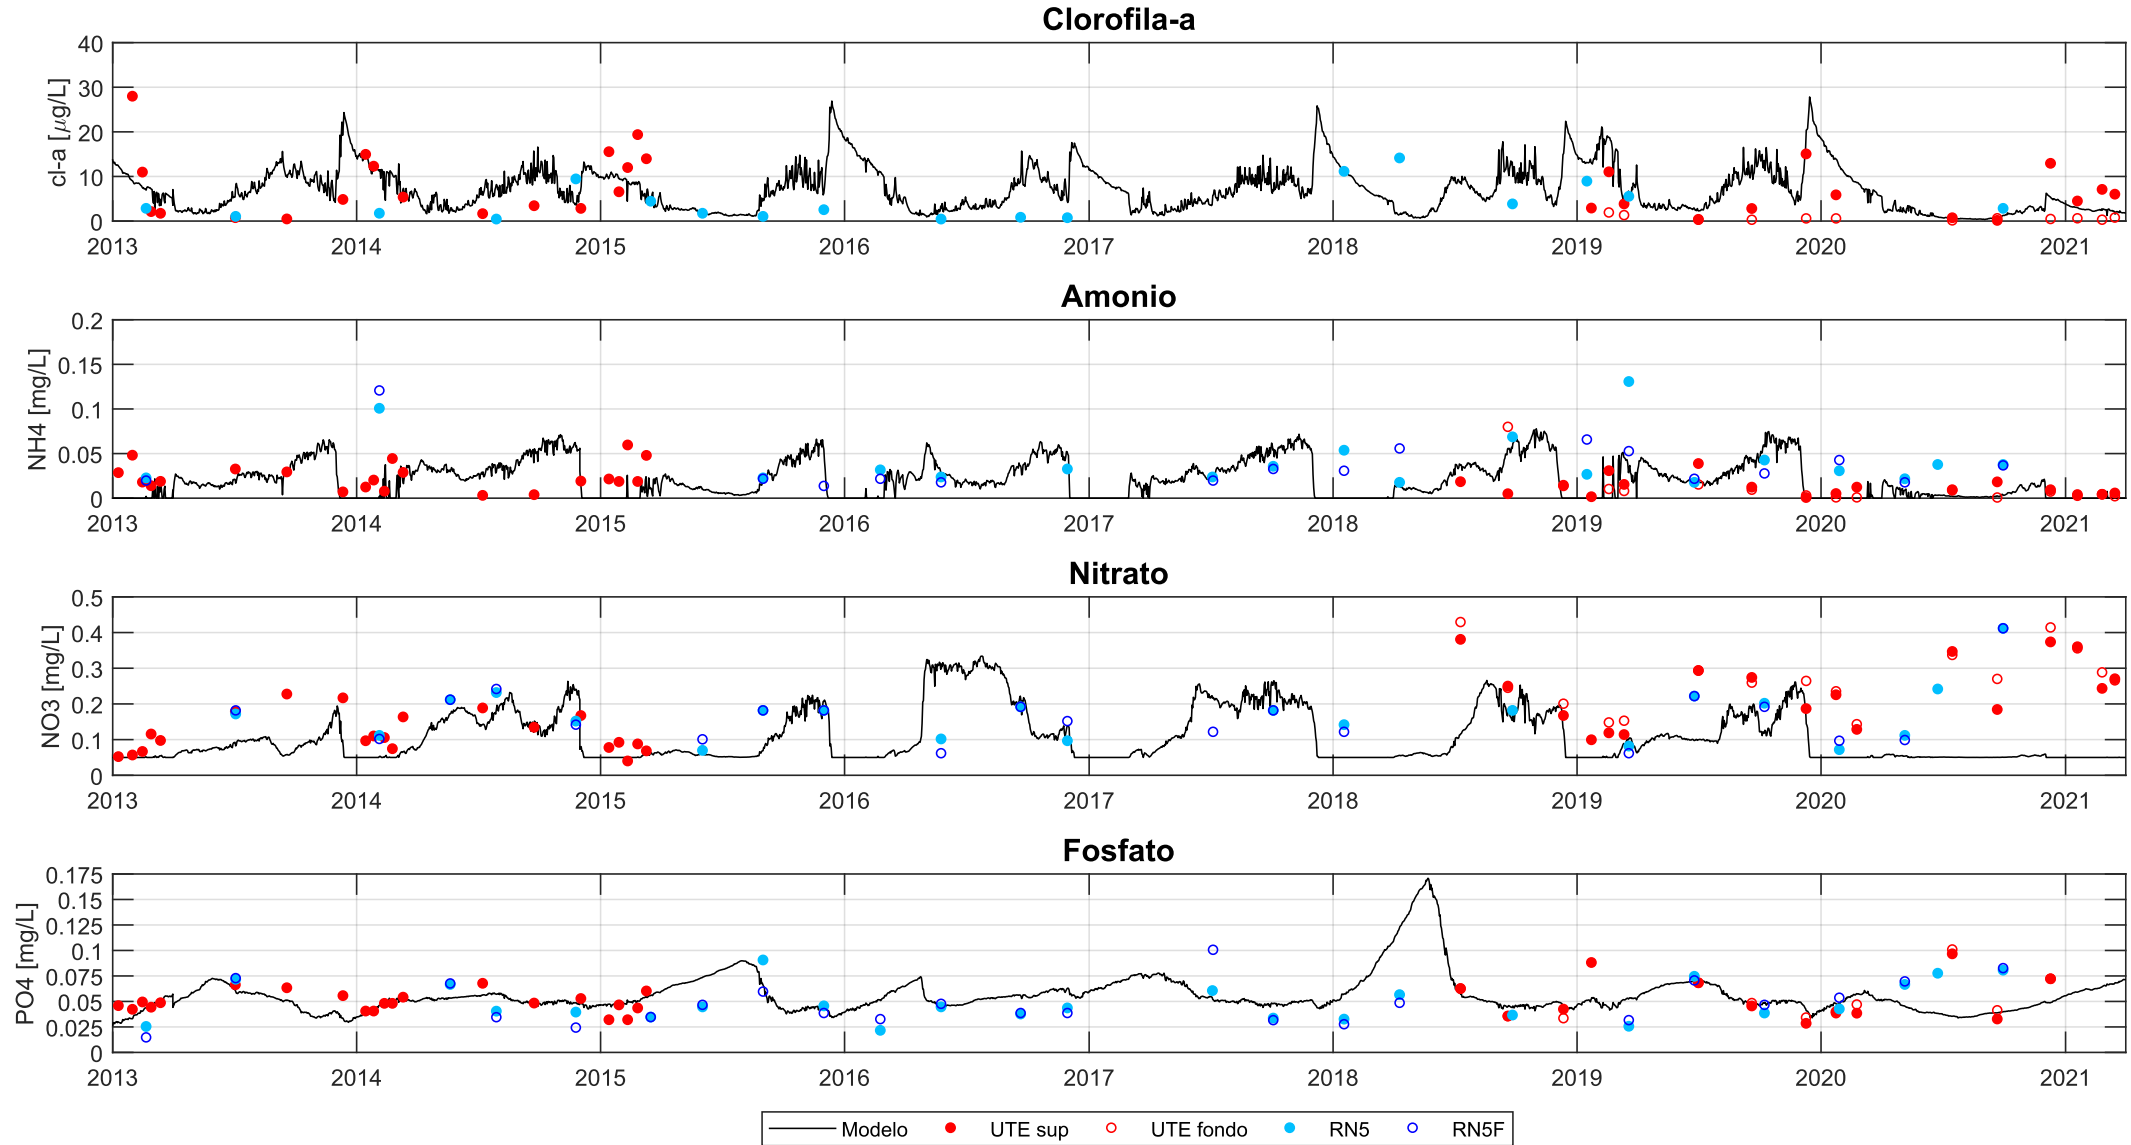 Clorofila-a
40
30
20
10
0
cl-a [μg/L]
2013 2014 2015 2016 2017 2018 2019 2020 2021
Amonio
0.2
0.15
0.1
0.05
0
NH4 [mg/L]
2013 2014 2015 2016 2017 2018 2019 2020 2021
Nitrato
0.5
0.4
0.3
0.2
0.1
0
NO3 [mg/L]
2013 2014 2015 2016 2017 2018 2019 2020 2021
Fosfato
0.175
0.15
0.125
0.1
0.075
0.05
0.025
0
PO4 [mg/L]
2013 2014 2015 2016 2017 2018 2019 2020 2021
Modelo UTE sup UTE fondo RN5 RN5F